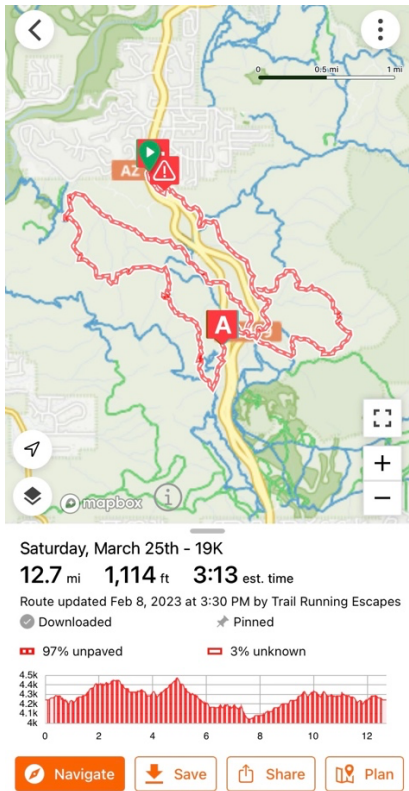 0
0.5 mi
1 mi
AZ
!
A
mapbox
i
Saturday, March 25th - 19K
12.7 mi 1,114 ft 3:13 est. time
Route updated Feb 8, 2023 at 3:30 PM by Trail Running Escapes
Downloaded Pinned
97% unpaved 3% unknown
4.5k
4.4k
4.3k
4.2k
4.1k
4k
0 2 4 6 8 10 12
Navigate Save Share Plan